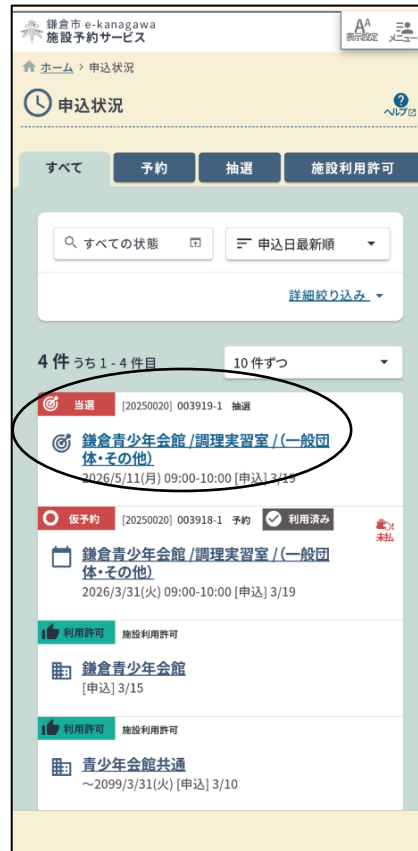 鎌倉市 e-kanagawa
施設予約サービス
AA
表示設定
メニュー
ホーム > 申込状況
申込状況
?
ヘルプ
すべて 予約 抽選 施設利用許可
すべての状態 申込日最新順
詳細絞り込み
4 件 うち 1 - 4 件目 10 件ずつ
当選 [20250020] 003919-1 抽選
鎌倉青少年会館 /調理実習室 /(一般団
体・その他)
2026/5/11(月) 09:00-10:00 [申込] 3/19
仮予約 [20250020] 003918-1 予約 利用済み
未払
鎌倉青少年会館 /調理実習室 /(一般団
体・その他)
2026/3/31(火) 09:00-10:00 [申込] 3/19
利用許可 施設利用許可
鎌倉青少年会館
[申込] 3/15
利用許可 施設利用許可
青少年会館共通
～2099/3/31(火) [申込] 3/10